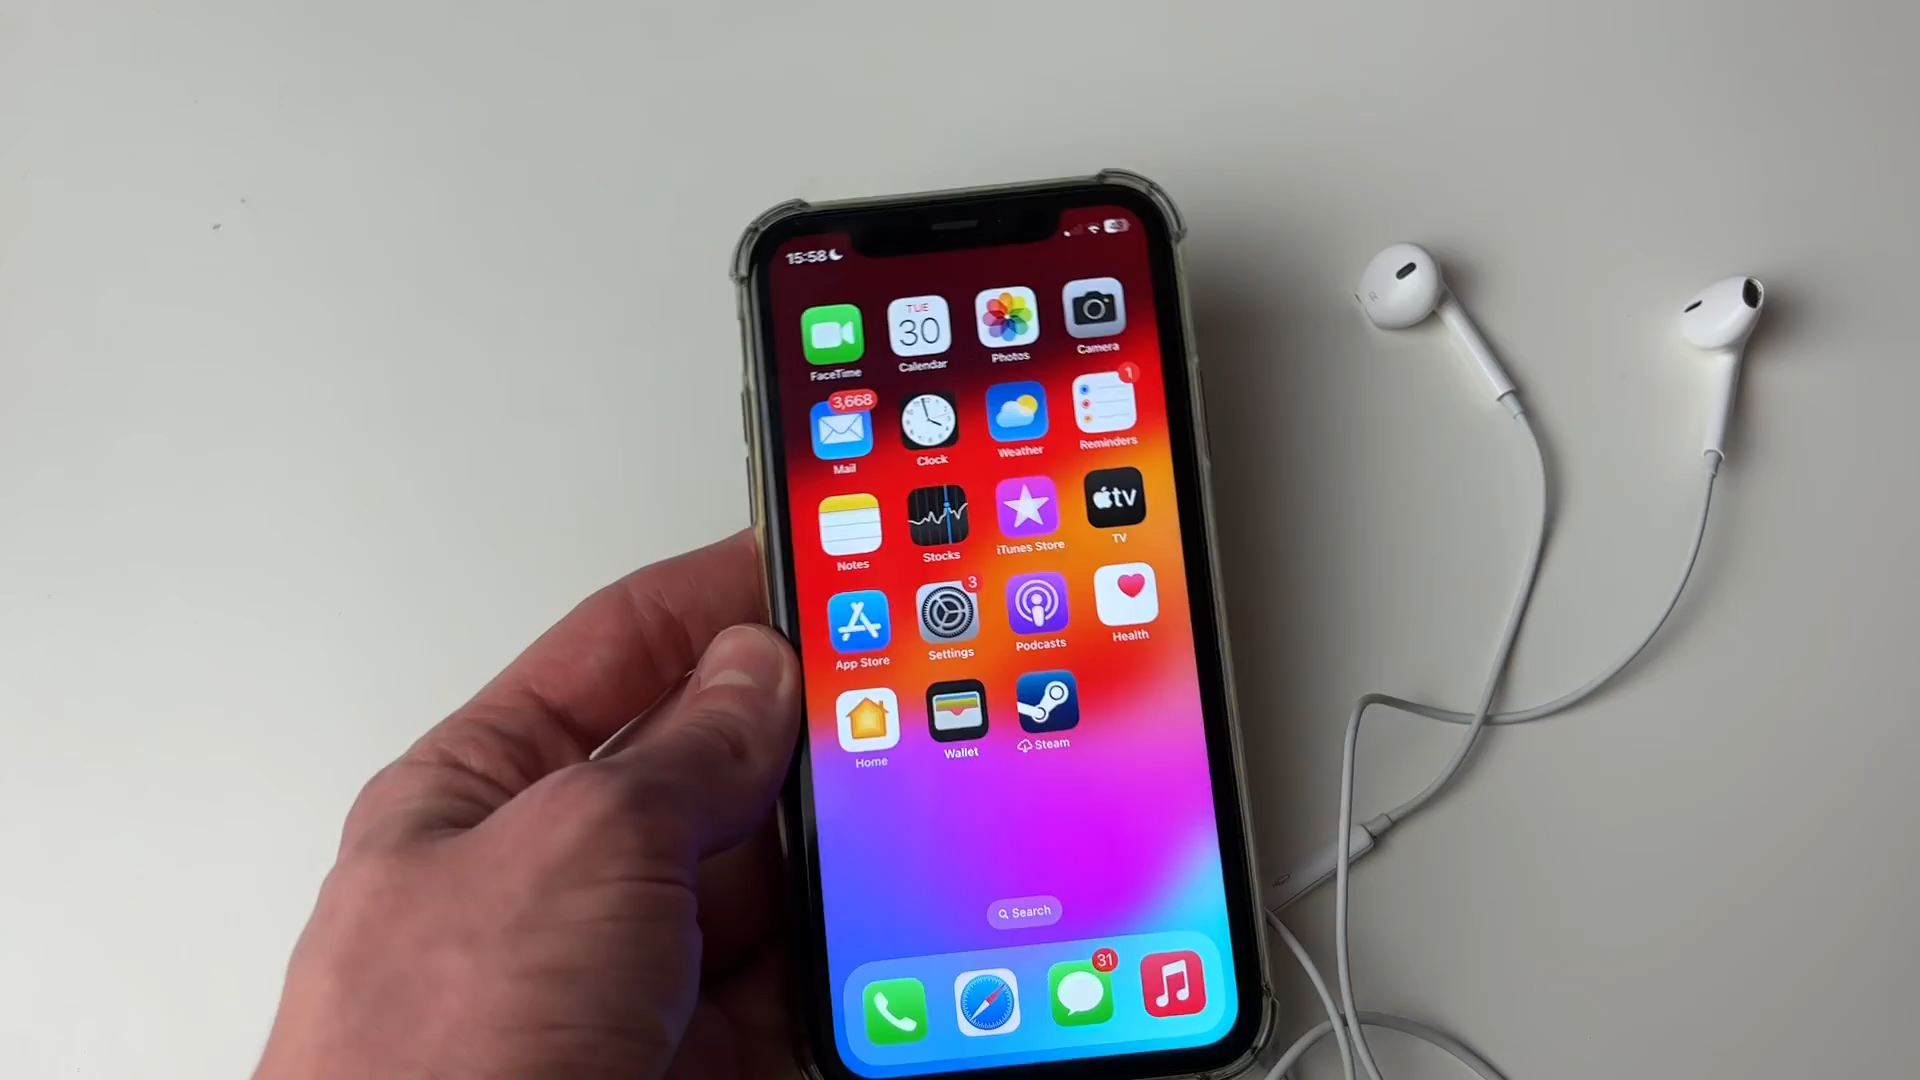 15:58
43
TUE
30
FaceTime
Calendar
Photos
Camera
3,668
1
Mail
Clock
Weather
Reminders
tv
Notes
Stocks
iTunes Store
TV
3
App Store
Settings
Podcasts
Health
Home
Wallet
Steam
Search
31
R